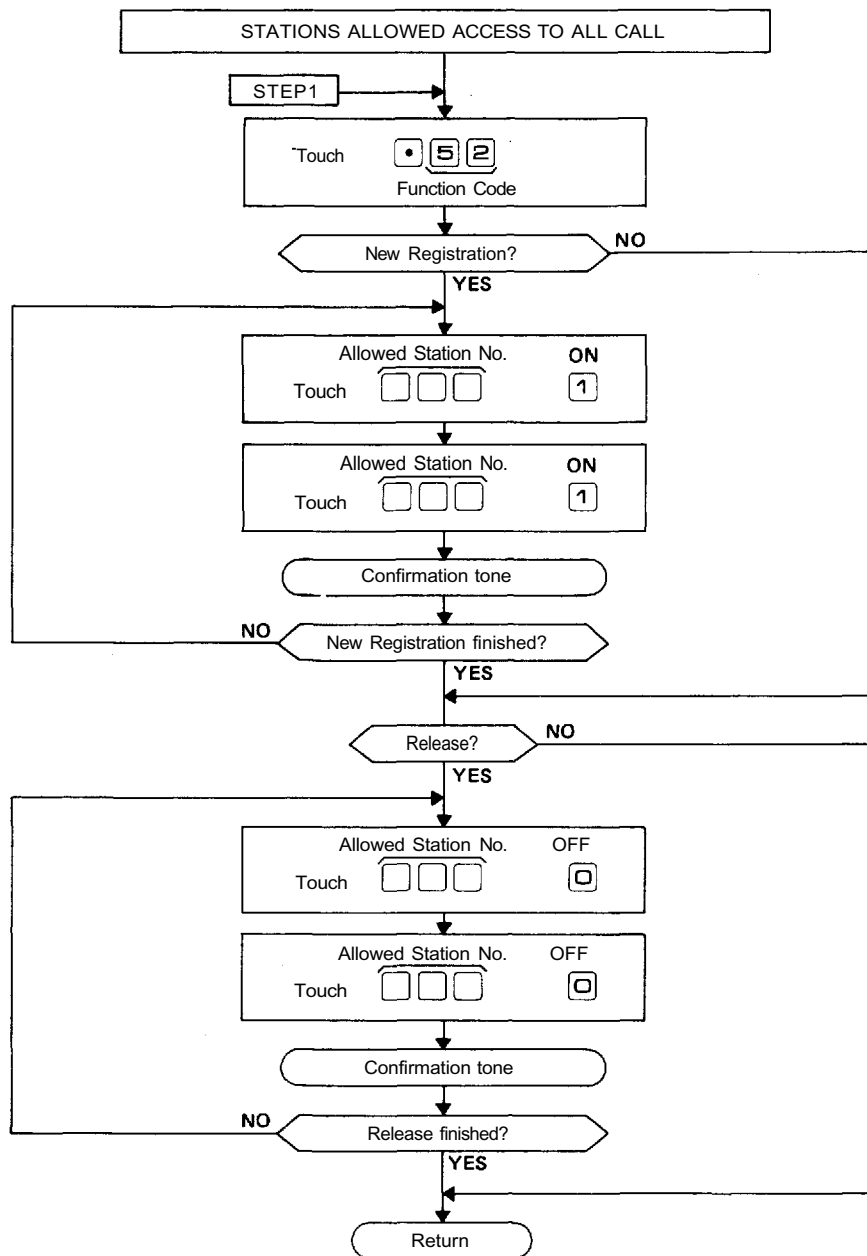 STATIONS ALLOWED ACCESS TO ALL CALL
STEP1
Touch • 5 2
Function Code
New Registration? NO
YES
Allowed Station No. ON
Touch 1
Allowed Station No. ON
Touch 1
Confirmation tone
NO New Registration finished?
YES
Release? NO
YES
Allowed Station No. OFF
Touch 0
Allowed Station No. OFF
Touch 0
Confirmation tone
NO Release finished?
YES
Return